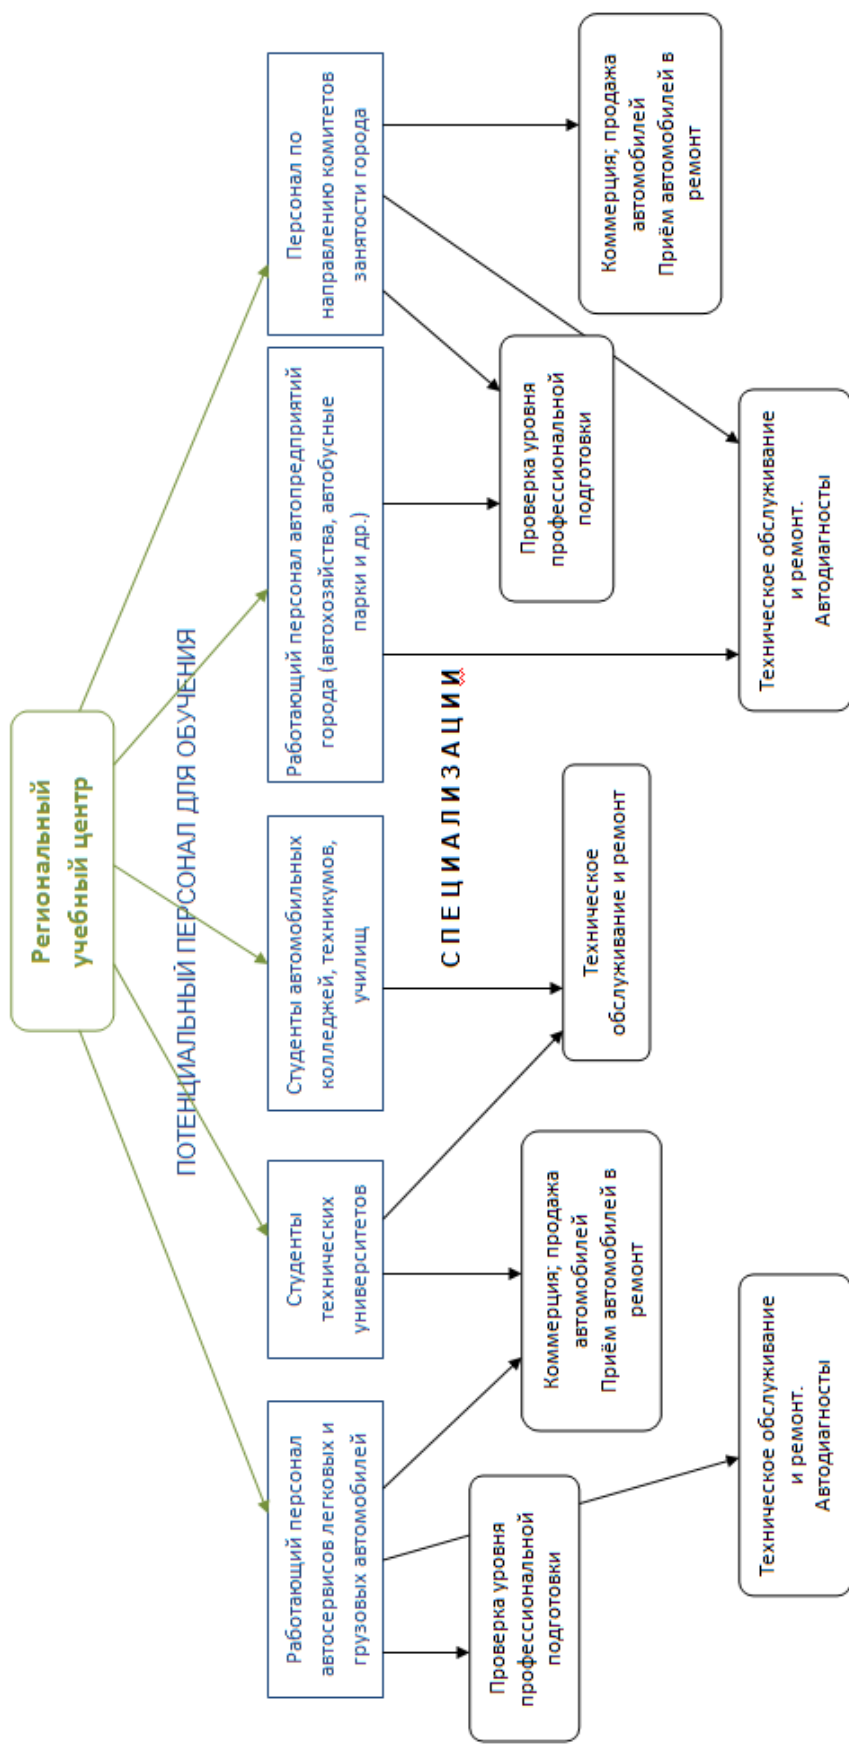 Региональный
учебный центр
ПОТЕНЦИАЛЬНЫЙ ПЕРСОНАЛ ДЛЯ ОБУЧЕНИЯ
Работающий персонал
автосервисов легковых и
грузовых автомобилей
Студенты
технических
университетов
Студенты автомобильных
колледжей, техникумов,
училищ
Работающий персонал автопредприятий
города (автохозяйства, автобусные
парки и др.)
Персонал по
направлению комитетов
занятости города
СПЕЦИАЛИЗАЦИИ
Проверка уровня
профессиональной
подготовки
Коммерция; продажа
автомобилей
Приём автомобилей в
ремонт
Техническое
обслуживание и ремонт
Проверка уровня
профессиональной
подготовки
Коммерция; продажа
автомобилей
Приём автомобилей в
ремонт
Техническое обслуживание
и ремонт.
Автодиагносты
Техническое обслуживание
и ремонт.
Автодиагносты